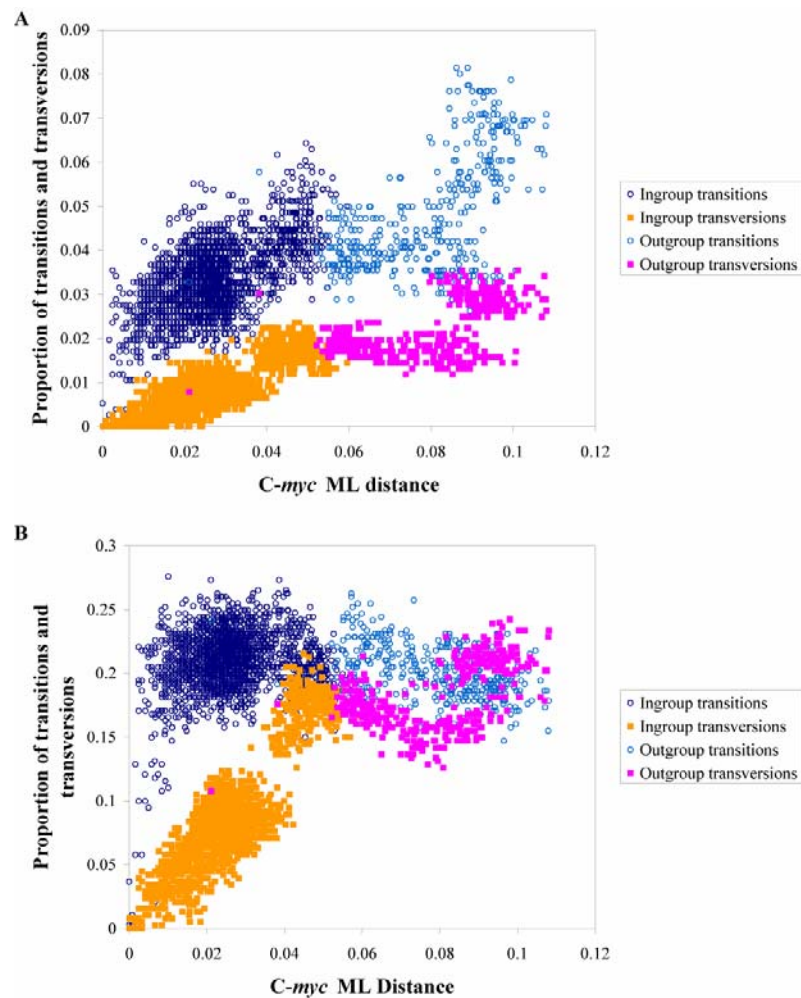 A
Proportion of transitions and transversions
0.09
0.08
0.07
0.06
0.05
0.04
0.03
0.02
0.01
0
0 0.02 0.04 0.06 0.08 0.1 0.12
C-myc ML distance
Ingroup transitions
Ingroup transversions
Outgroup transitions
Outgroup transversions
B
Proportion of transitions and
transversions
0.3
0.25
0.2
0.15
0.1
0.05
0
0 0.02 0.04 0.06 0.08 0.1 0.12
C-myc ML Distance
Ingroup transitions
Ingroup transversions
Outgroup transitions
Outgroup transversions